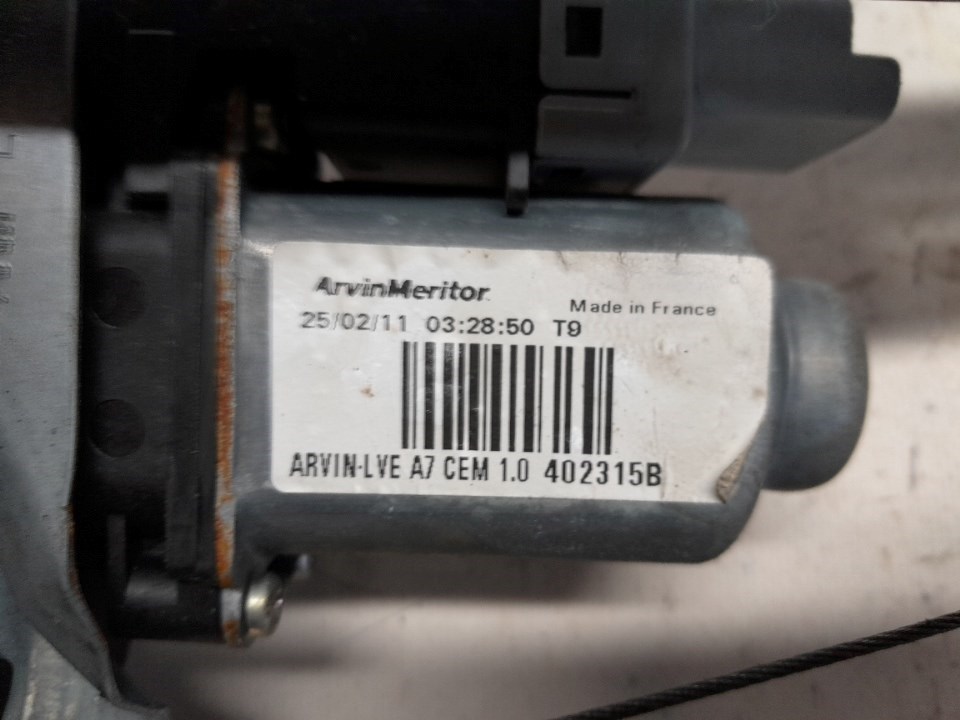 ArvinMeritor
Made in France
25/02/11 03:28:50 T9
ARVIN-LVE A7 CEM 1.0 402315B